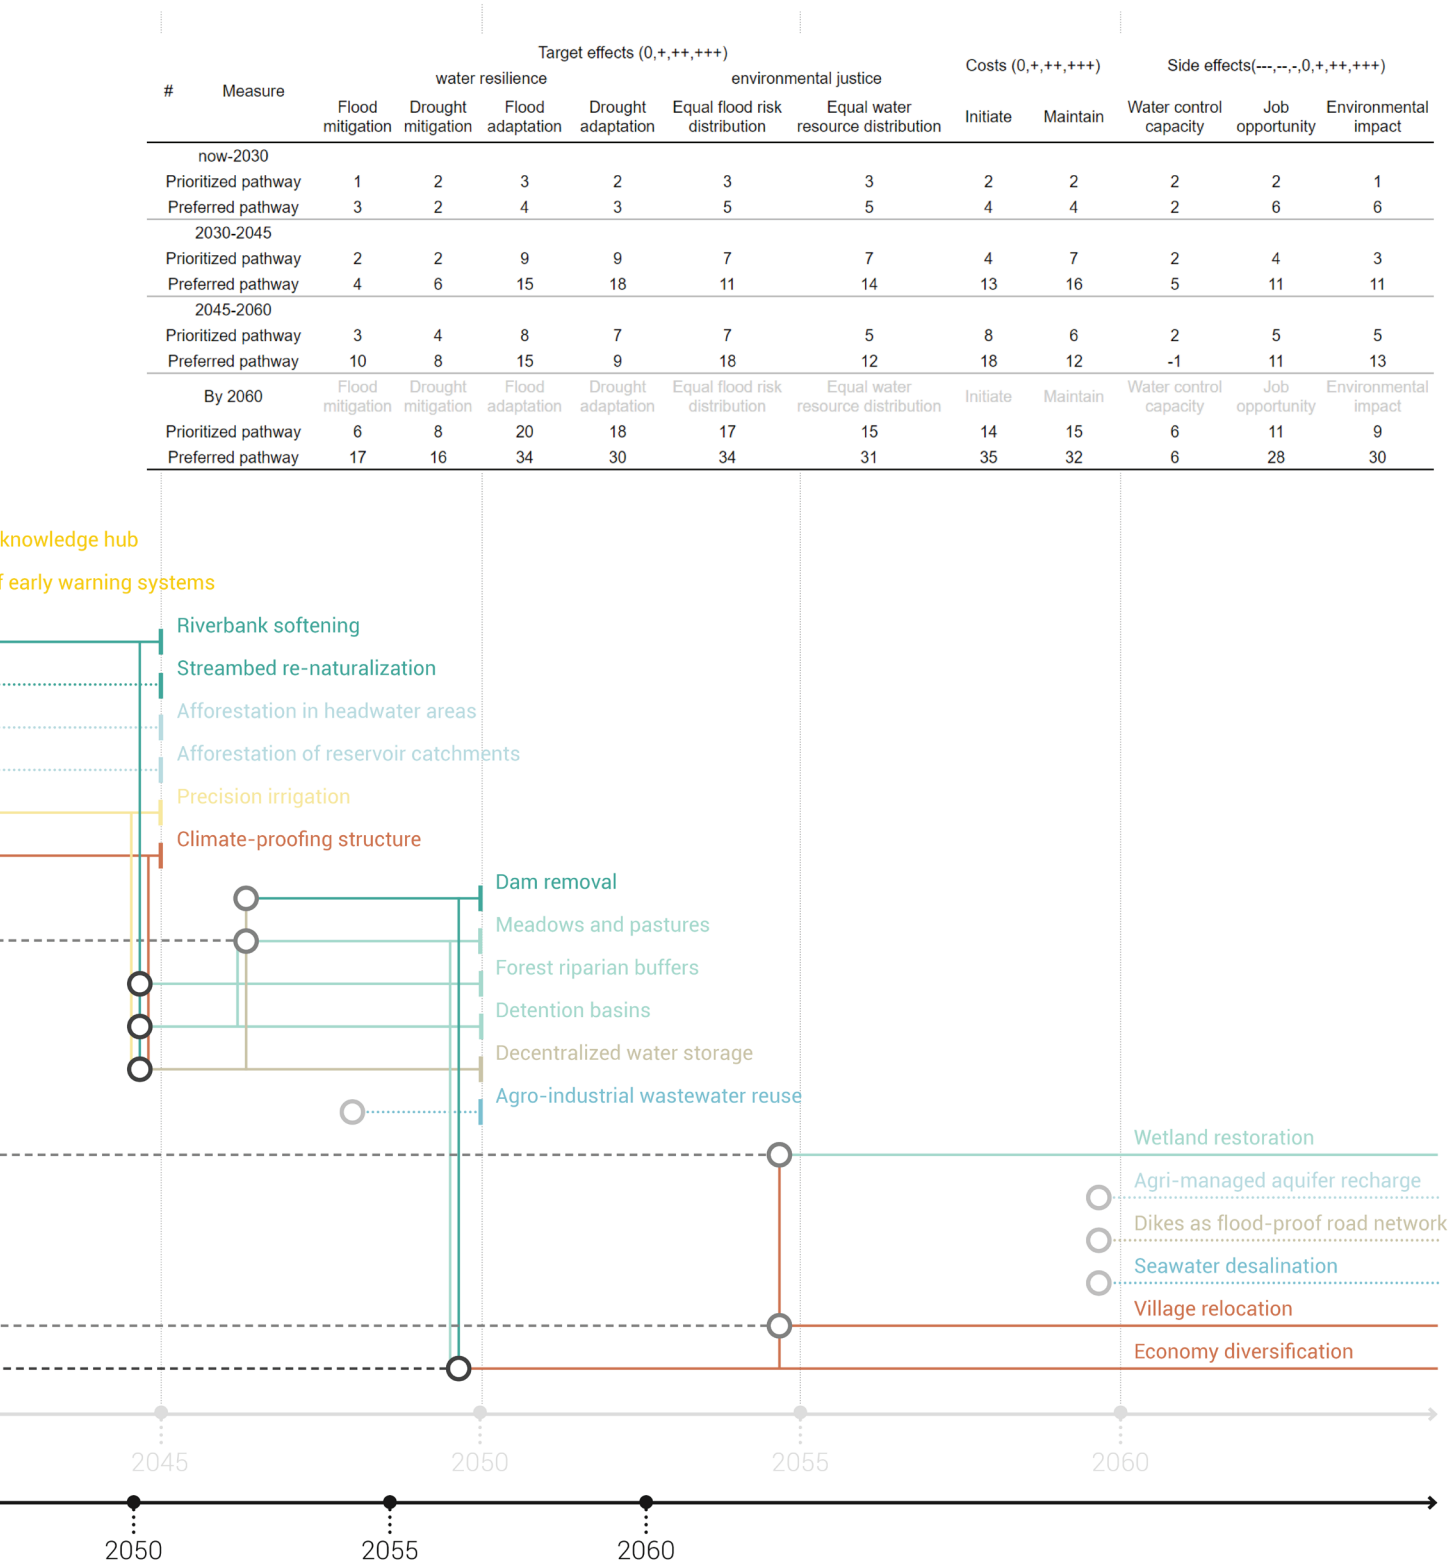 Target effects (0,+,++,+++)
Costs (0,+,++,+++)
Side effects(---,--,-,0,+,++,+++)
water resilience
environmental justice
# Measure
Flood mitigation
Drought mitigation
Flood adaptation
Drought adaptation
Equal flood risk distribution
Equal water resource distribution
Initiate
Maintain
Water control capacity
Job opportunity
Environmental impact
now-2030
Prioritized pathway 1 2 3 2 3 3 2 2 2 2 1
Preferred pathway 3 2 4 3 5 5 4 4 2 6 6
2030-2045
Prioritized pathway 2 2 9 9 7 7 4 7 2 4 3
Preferred pathway 4 6 15 18 11 14 13 16 5 11 11
2045-2060
Prioritized pathway 3 4 8 7 7 5 8 6 2 5 5
Preferred pathway 10 8 15 9 18 12 18 12 -1 11 13
By 2060
Flood mitigation
Drought mitigation
Flood adaptation
Drought adaptation
Equal flood risk distribution
Equal water resource distribution
Initiate
Maintain
Water control capacity
Job opportunity
Environmental impact
Prioritized pathway 6 8 20 18 17 15 14 15 6 11 9
Preferred pathway 17 16 34 30 34 31 35 32 6 28 30
knowledge hub
f early warning systems
Riverbank softening
Streambed re-naturalization
Afforestation in headwater areas
Afforestation of reservoir catchments
Precision irrigation
Climate-proofing structure
Dam removal
Meadows and pastures
Forest riparian buffers
Detention basins
Decentralized water storage
Agro-industrial wastewater reuse
Wetland restoration
Agri-managed aquifer recharge
Dikes as flood-proof road network
Seawater desalination
Village relocation
Economy diversification
2045 2050 2055 2060
2050 2055 2060